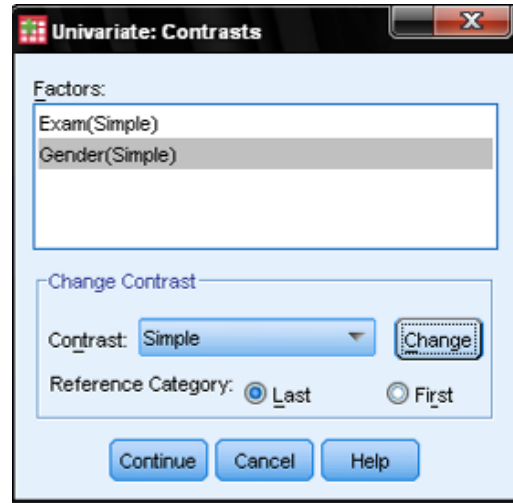 Univariate: Contrasts
Factors:
Exam(Simple)
Gender(Simple)
Change Contrast
Contrast: Simple Change
Reference Category: Last First
Continue Cancel Help